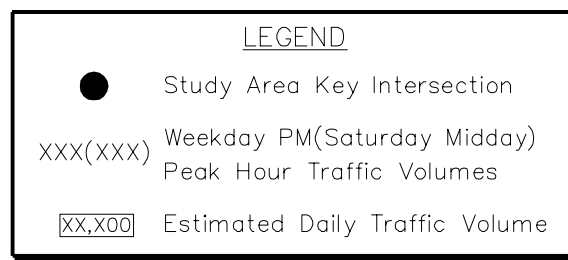 LEGEND
Study Area Key Intersection
XXX(XXX) Weekday PM(Saturday Midday)
Peak Hour Traffic Volumes
XX,X00 Estimated Daily Traffic Volume